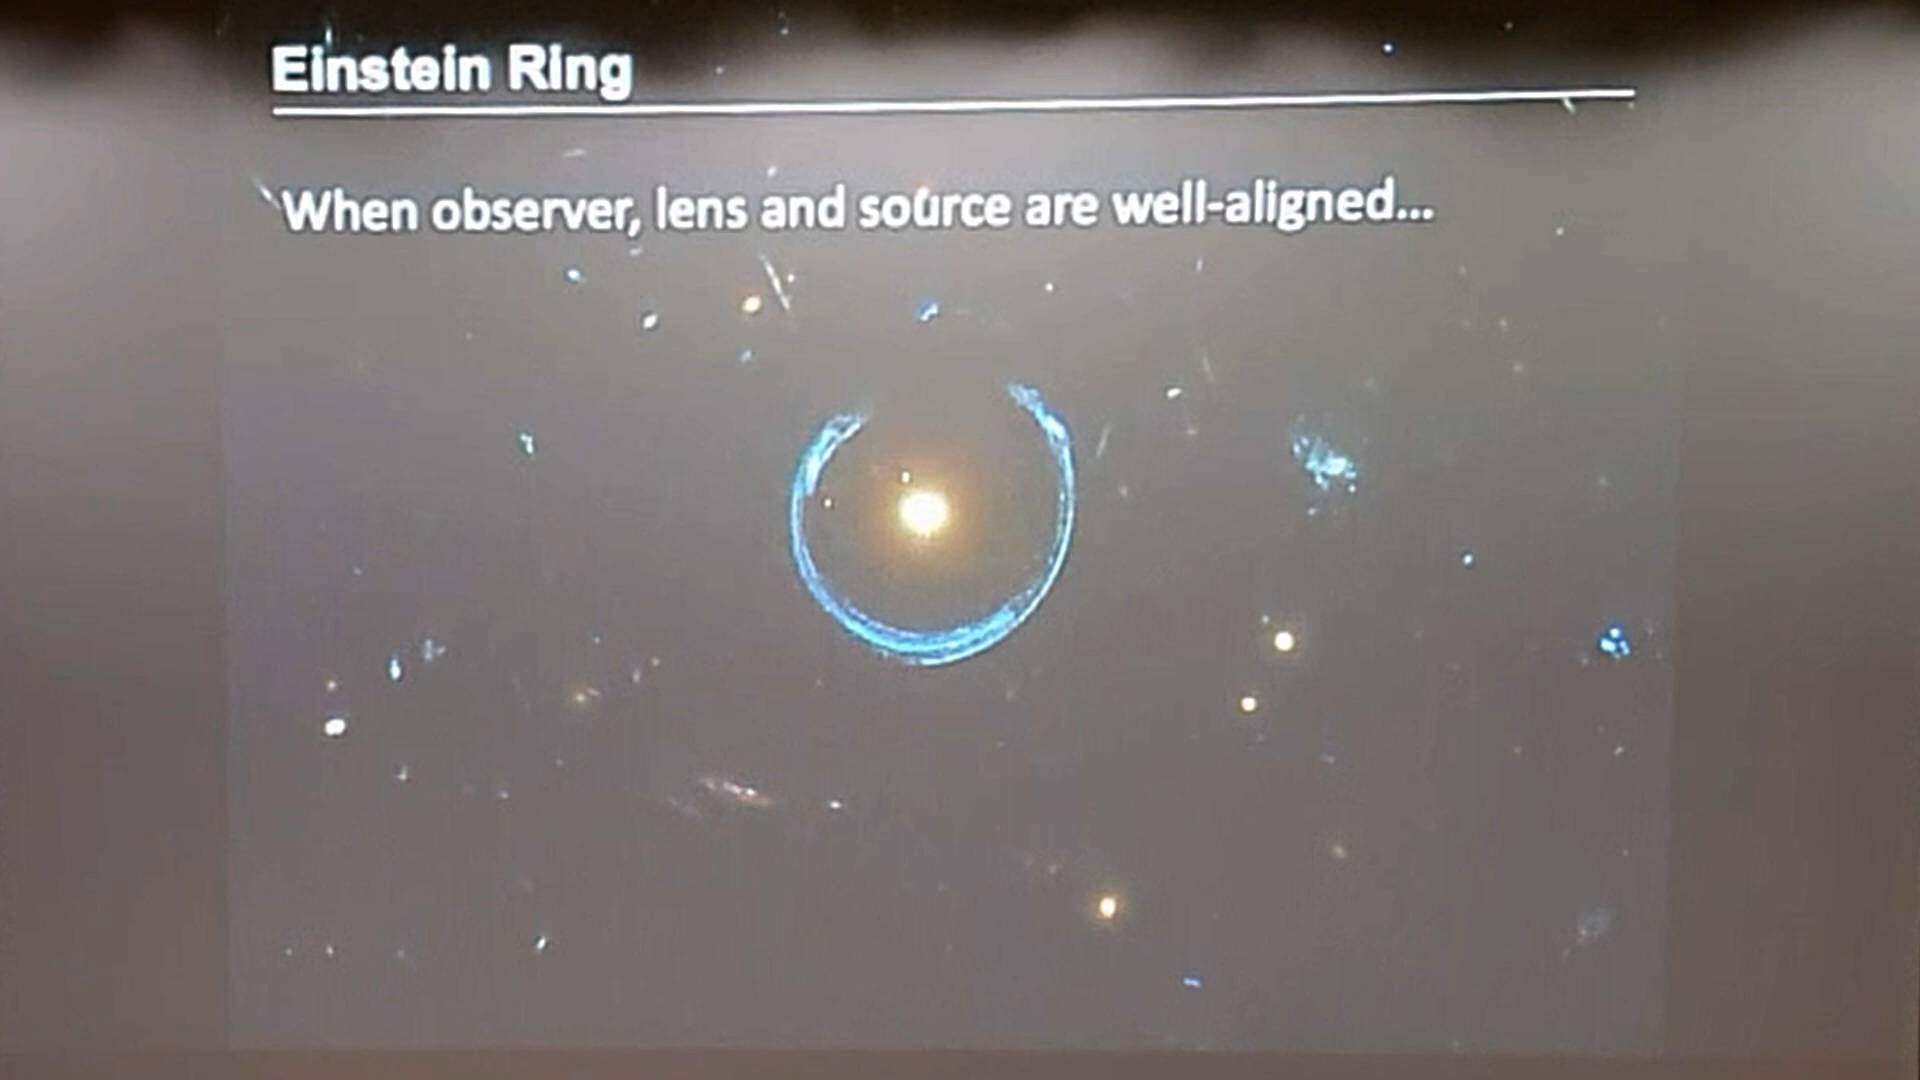 Einstein Ring
When observer, lens and source are well-aligned...